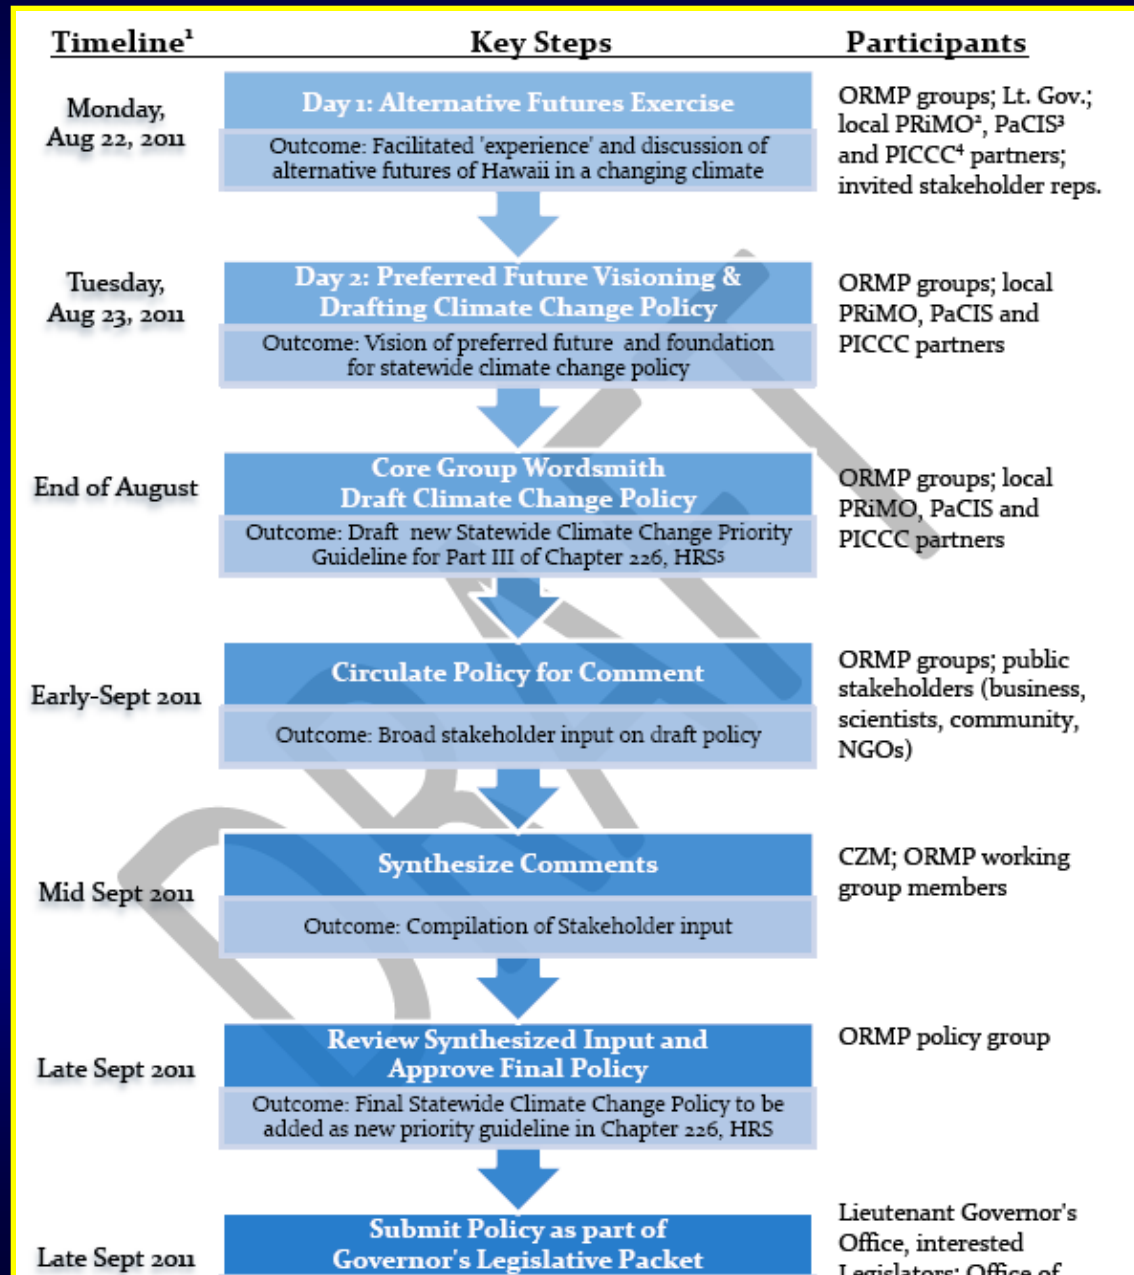 Timeline¹ Key Steps Participants
Monday,
Aug 22, 2011
Day 1: Alternative Futures Exercise
Outcome: Facilitated 'experience' and discussion of
alternative futures of Hawaii in a changing climate
ORMP groups; Lt. Gov.;
local PRiMO², PaCIS³
and PICCC⁴ partners;
invited stakeholder reps.
Tuesday,
Aug 23, 2011
Day 2: Preferred Future Visioning &
Drafting Climate Change Policy
Outcome: Vision of preferred future and foundation
for statewide climate change policy
ORMP groups; local
PRiMO, PaCIS and
PICCC partners
End of August
Core Group Wordsmith
Draft Climate Change Policy
Outcome: Draft new Statewide Climate Change Priority
Guideline for Part III of Chapter 226, HRS⁵
ORMP groups; local
PRiMO, PaCIS and
PICCC partners
Early-Sept 2011
Circulate Policy for Comment
Outcome: Broad stakeholder input on draft policy
ORMP groups; public
stakeholders (business,
scientists, community,
NGOs)
Mid Sept 2011
Synthesize Comments
Outcome: Compilation of Stakeholder input
CZM; ORMP working
group members
Late Sept 2011
Review Synthesized Input and
Approve Final Policy
Outcome: Final Statewide Climate Change Policy to be
added as new priority guideline in Chapter 226, HRS
ORMP policy group
Late Sept 2011
Submit Policy as part of
Governor's Legislative Packet
Lieutenant Governor's
Office, interested
Legislators; Office of
DRAFT